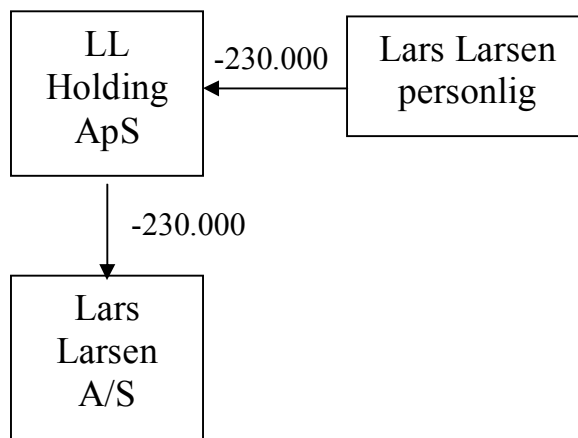 LL
Holding
ApS
-230.000
Lars Larsen
personlig
-230.000
Lars
Larsen
A/S